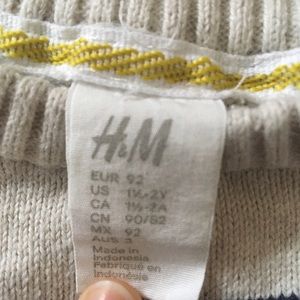 H&M
EUR 92
US 1½-2Y
CA 1½-2A
CN 90/52
MX 92
AUS 2
Made in
Indonesia
Fabriqué en
Indonésie